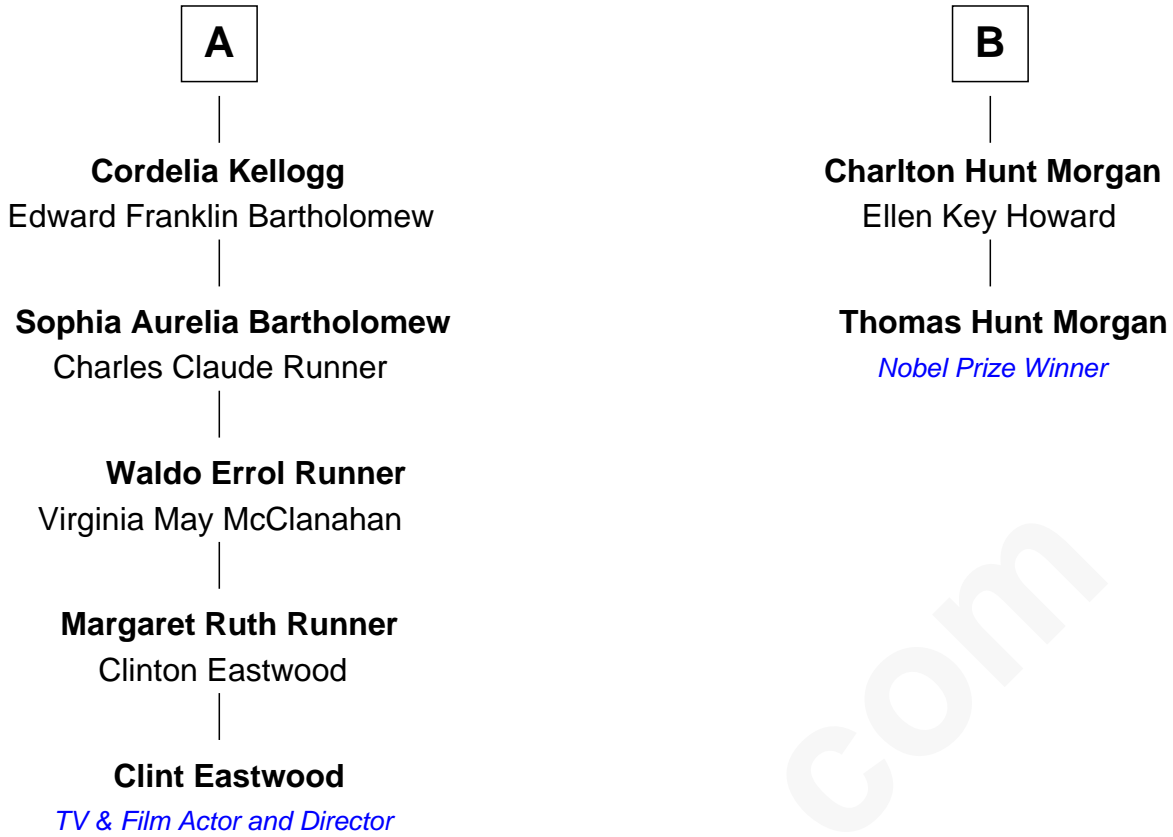 A
Cordelia Kellogg
Edward Franklin Bartholomew
Sophia Aurelia Bartholomew
Charles Claude Runner
Waldo Errol Runner
Virginia May McClanahan
Margaret Ruth Runner
Clinton Eastwood
Clint Eastwood
TV & Film Actor and Director
B
Charlton Hunt Morgan
Ellen Key Howard
Thomas Hunt Morgan
Nobel Prize Winner
com